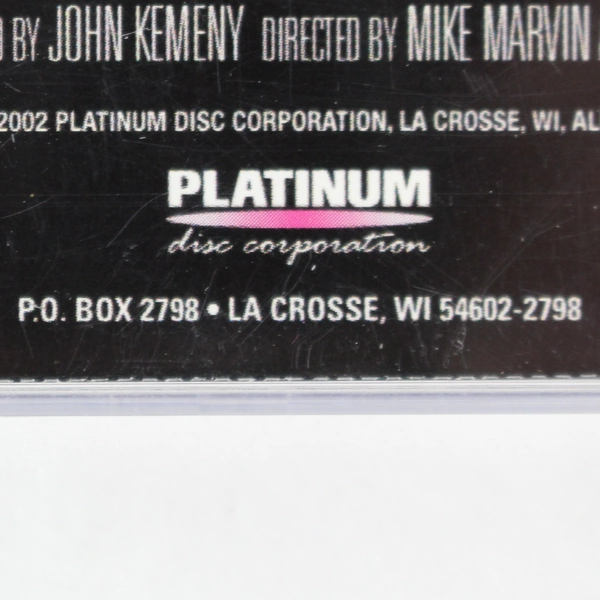 BY JOHN KEMENY DIRECTED BY MIKE MARVIN
2002 PLATINUM DISC CORPORATION, LA CROSSE, WI, AL
PLATINUM
disc corporation
P.O. BOX 2798 • LA CROSSE, WI 54602-2798